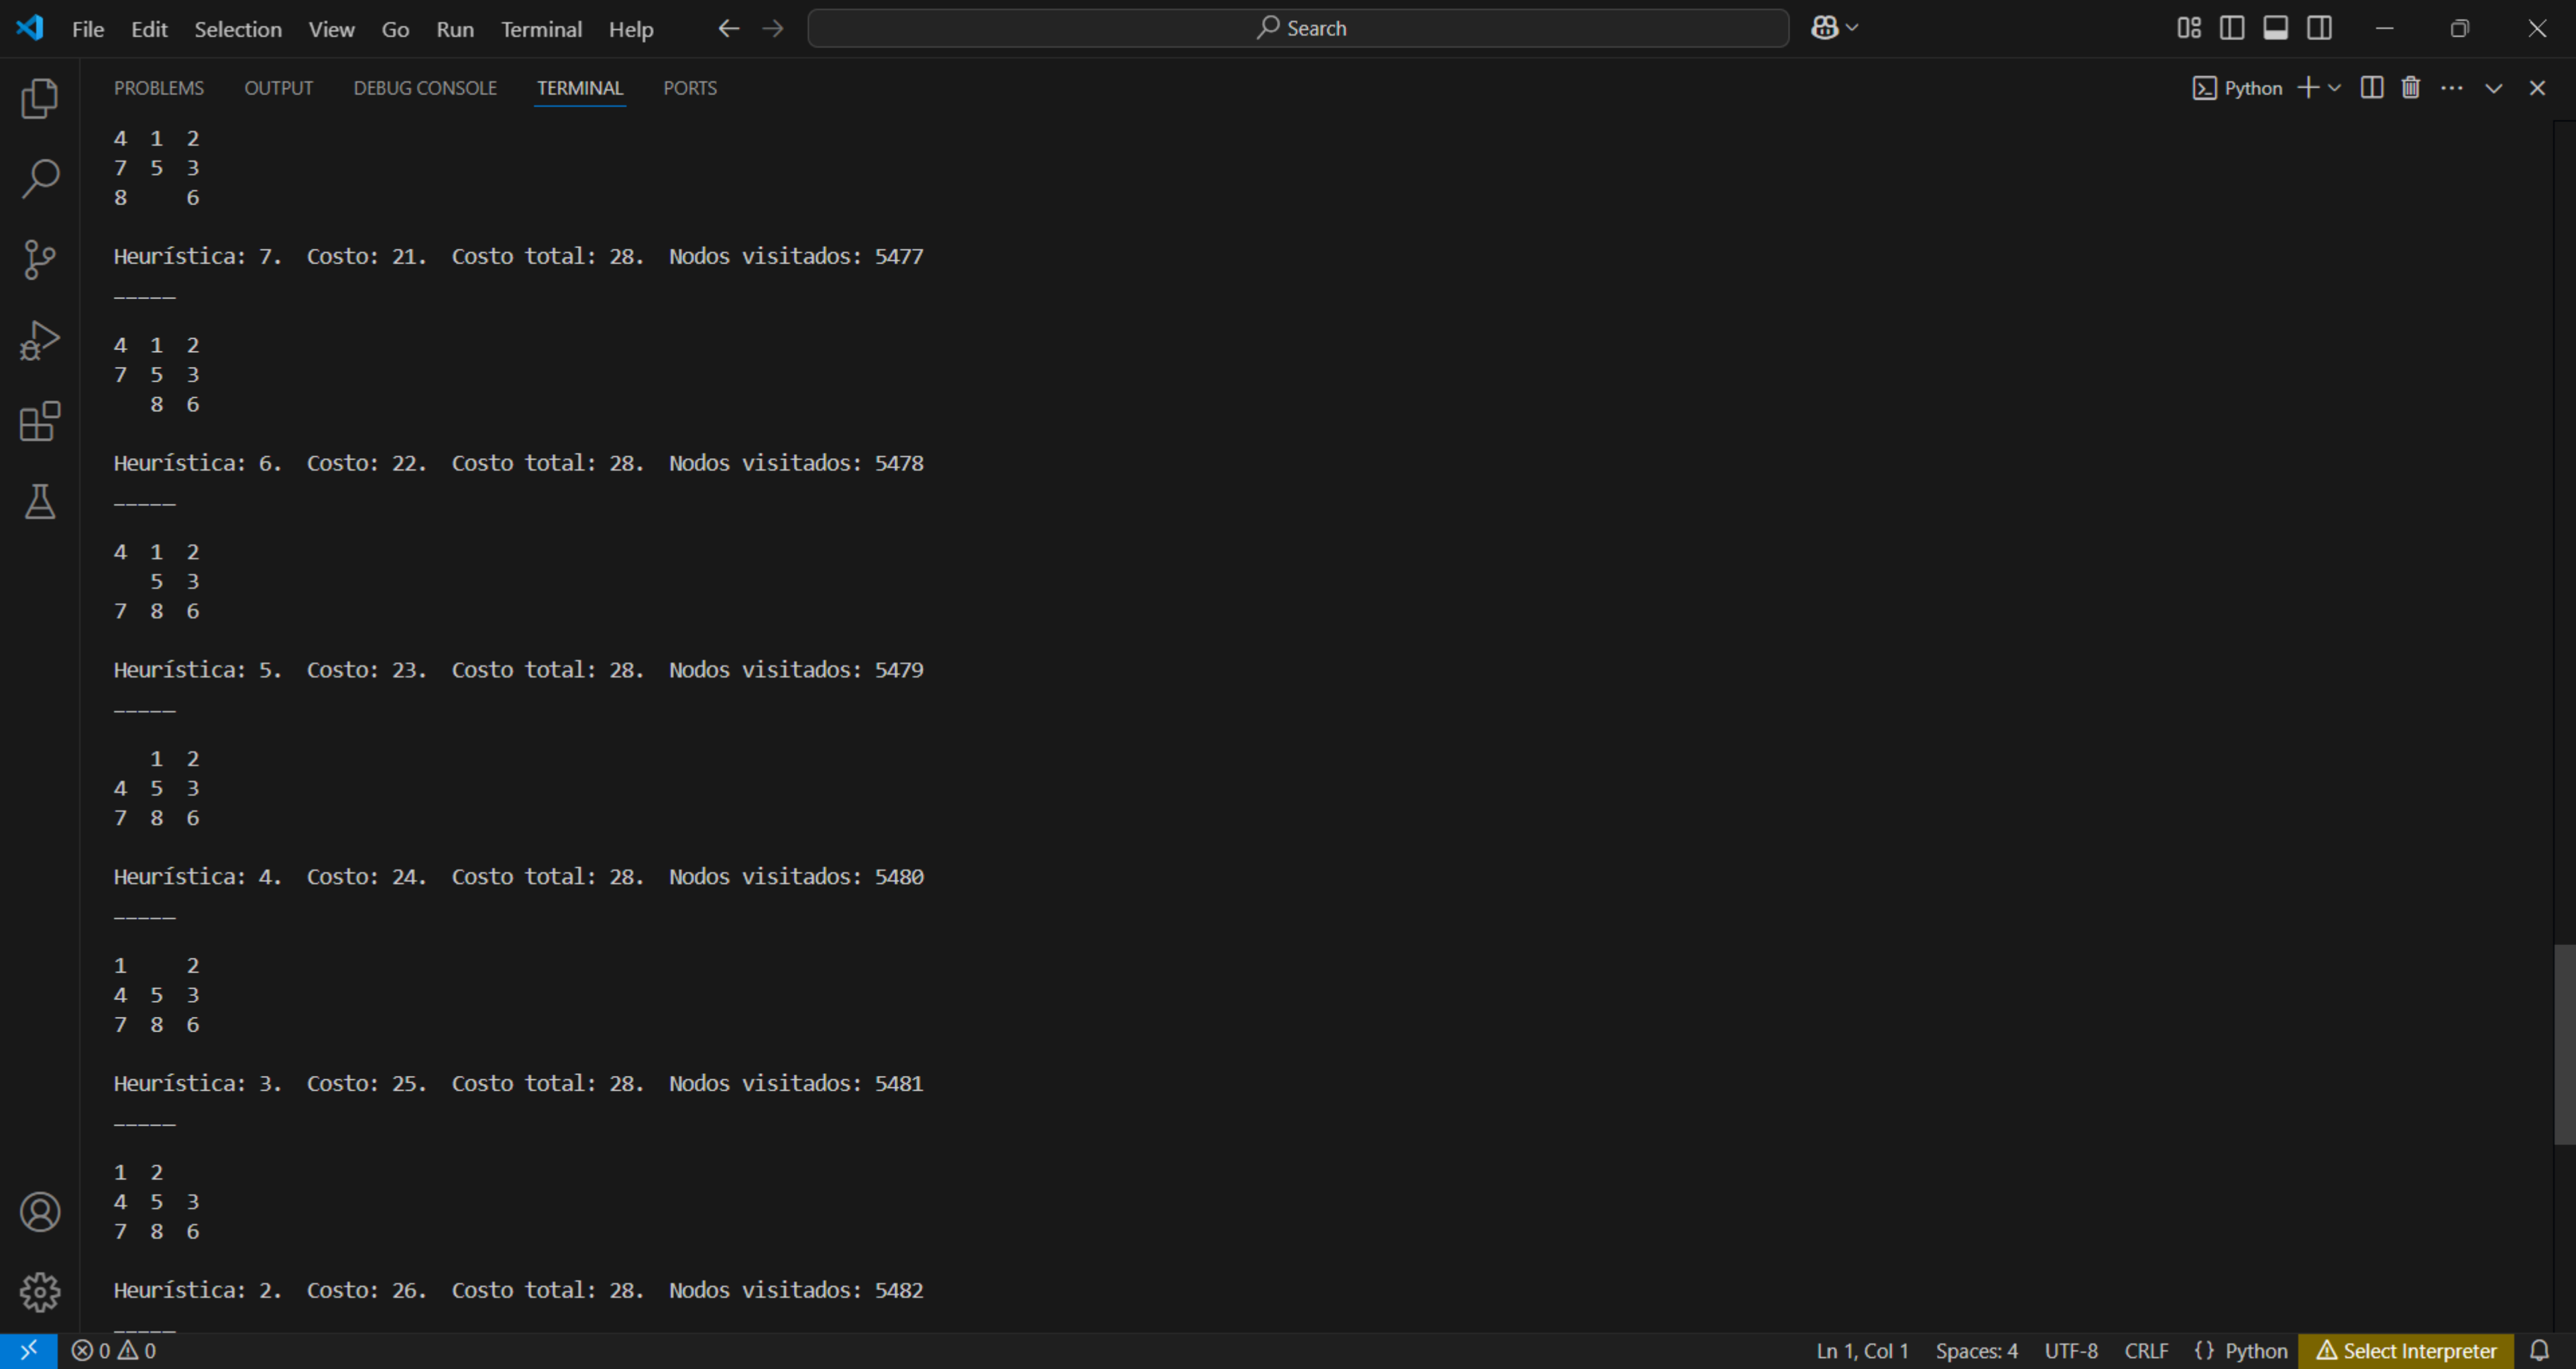 File Edit Selection View Go Run Terminal Help Search
PROBLEMS OUTPUT DEBUG CONSOLE TERMINAL PORTS Python
4 1 2
7 5 3
8 6
Heurística: 7. Costo: 21. Costo total: 28. Nodos visitados: 5477
-----
4 1 2
7 5 3
8 6
Heurística: 6. Costo: 22. Costo total: 28. Nodos visitados: 5478
-----
4 1 2
5 3
7 8 6
Heurística: 5. Costo: 23. Costo total: 28. Nodos visitados: 5479
-----
1 2
4 5 3
7 8 6
Heurística: 4. Costo: 24. Costo total: 28. Nodos visitados: 5480
-----
1 2
4 5 3
7 8 6
Heurística: 3. Costo: 25. Costo total: 28. Nodos visitados: 5481
-----
1 2
4 5 3
7 8 6
Heurística: 2. Costo: 26. Costo total: 28. Nodos visitados: 5482
-----
0 0 Ln 1, Col 1 Spaces: 4 UTF-8 CRLF {} Python Select Interpreter